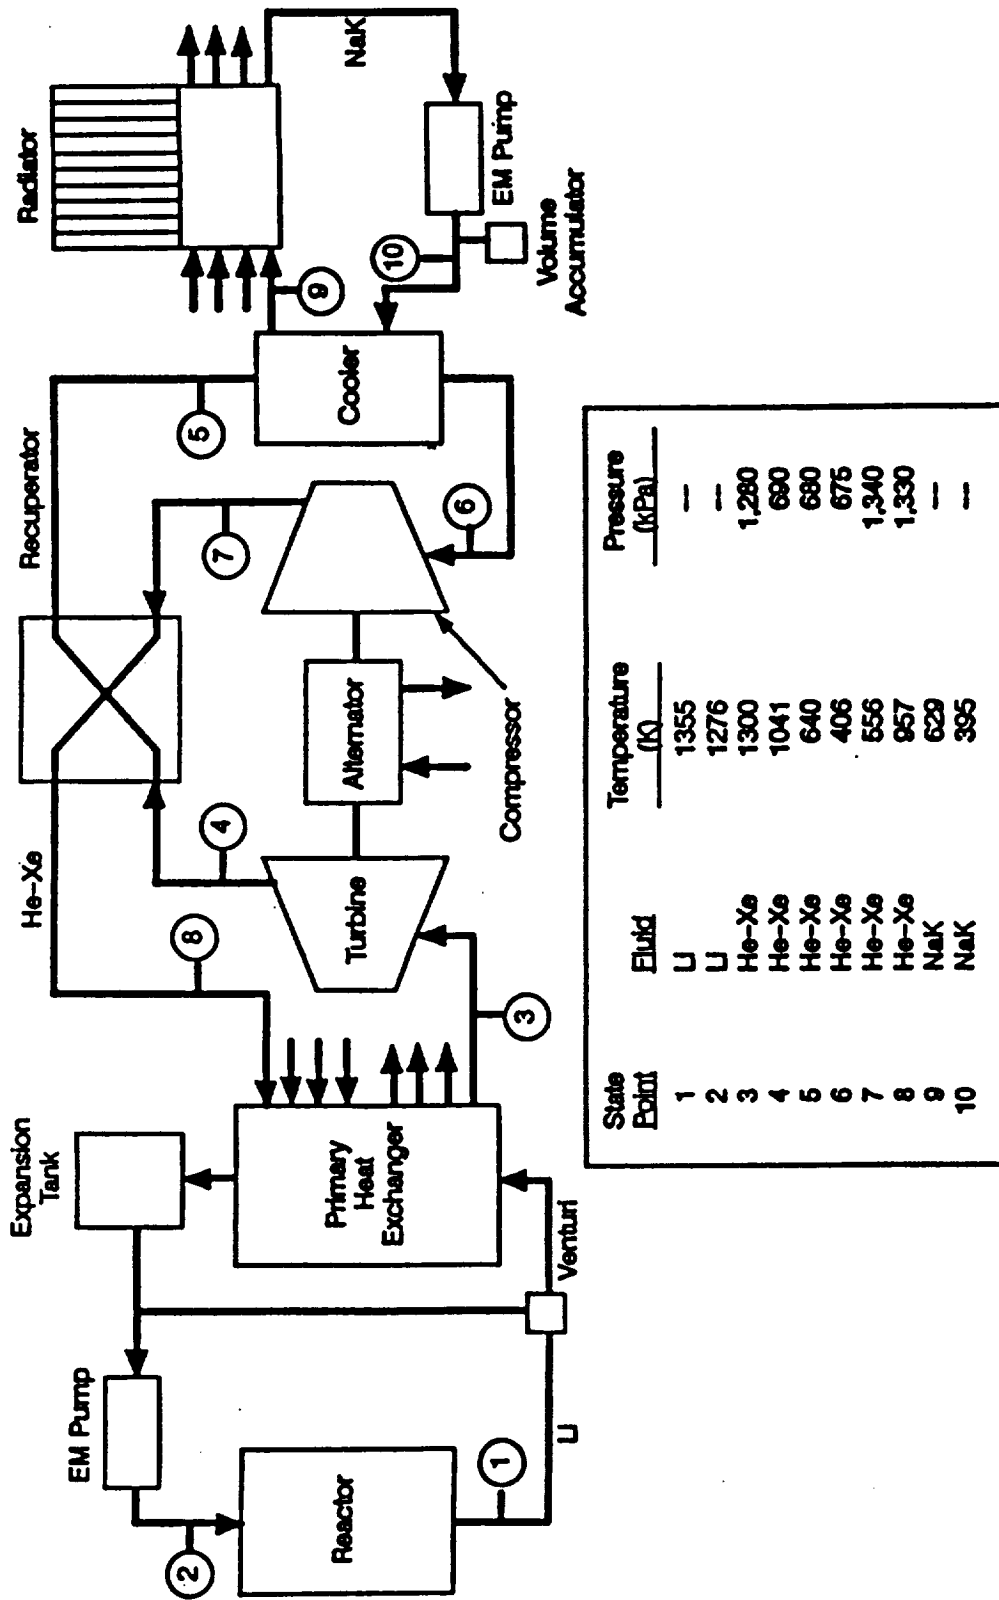 Radiator
NaK
EM Pump
Volume
Accumulator
10
9
Cooler
5
Recuperator
7
6
Compressor
Alternator
4
Turbine
He-Xe
8
3
Expansion
Tank
Primary
Heat
Exchanger
Venturi
EM Pump
Li
1
2
Reactor
State
Point Fluid Temperature
(K) Pressure
(kPa)
1 Li 1355 --
2 Li 1276 --
3 He-Xe 1300 1,280
4 He-Xe 1041 690
5 He-Xe 640 680
6 He-Xe 406 675
7 He-Xe 556 1,340
8 He-Xe 957 1,330
9 NaK 629 --
10 NaK 395 --